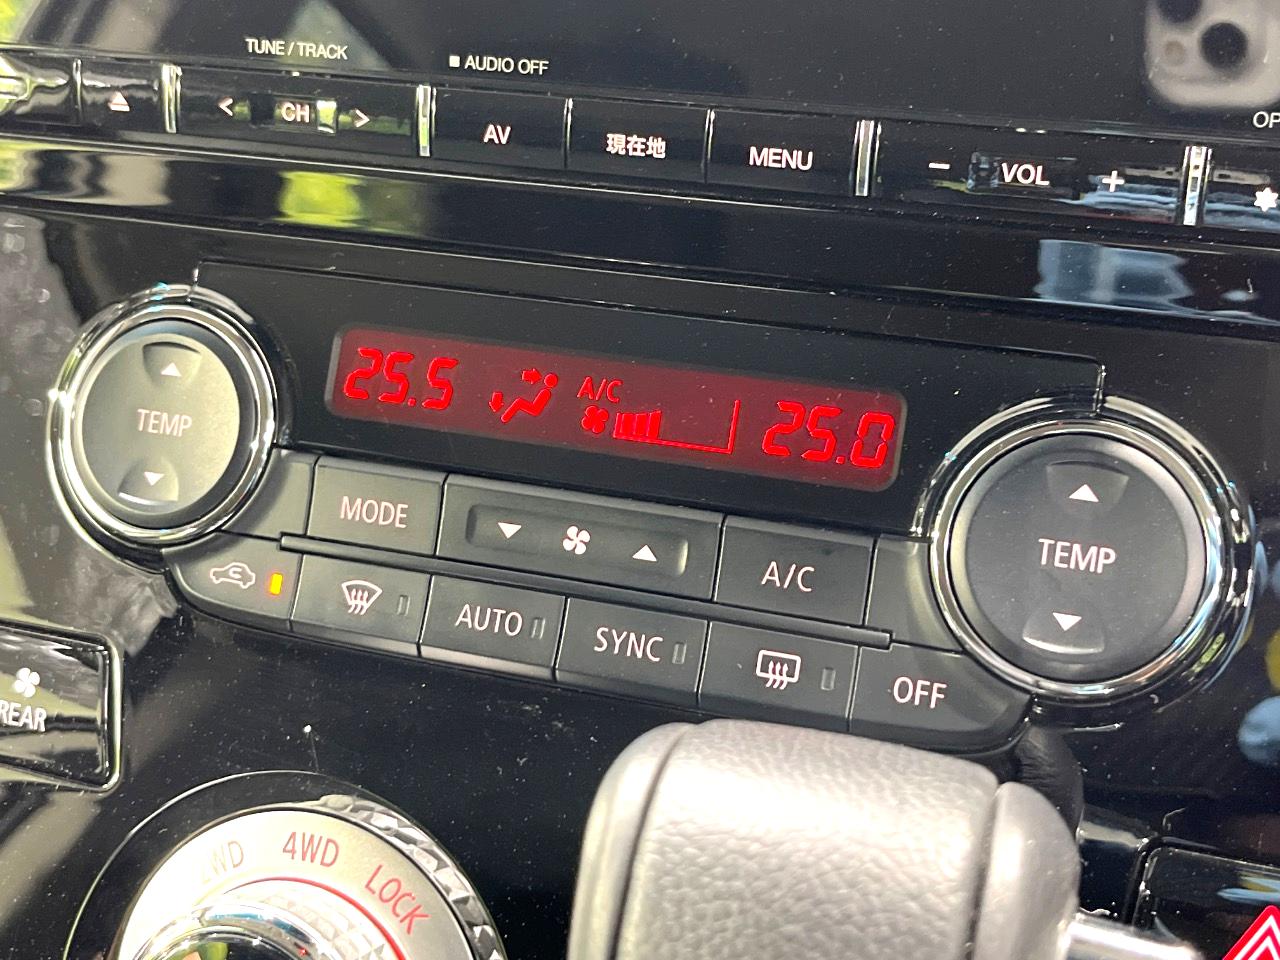 TUNE / TRACK
AUDIO OFF
< CH >
AV
現在地
MENU
− VOL +
25.5
A/C
25.0
TEMP
MODE
A/C
TEMP
AUTO
SYNC
OFF
REAR
4WD
LOCK